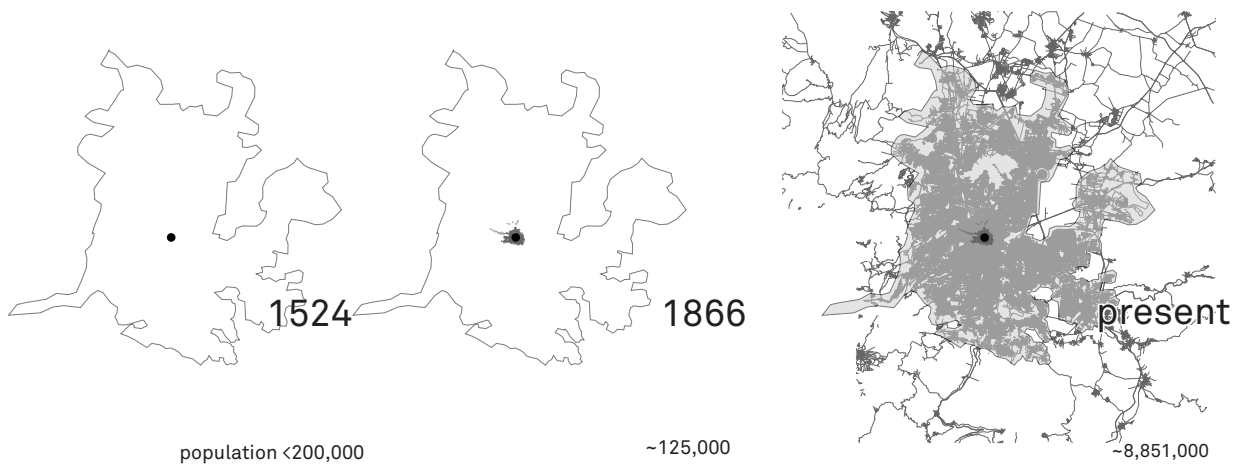 1524
1866
present
population <200,000
~125,000
~8,851,000